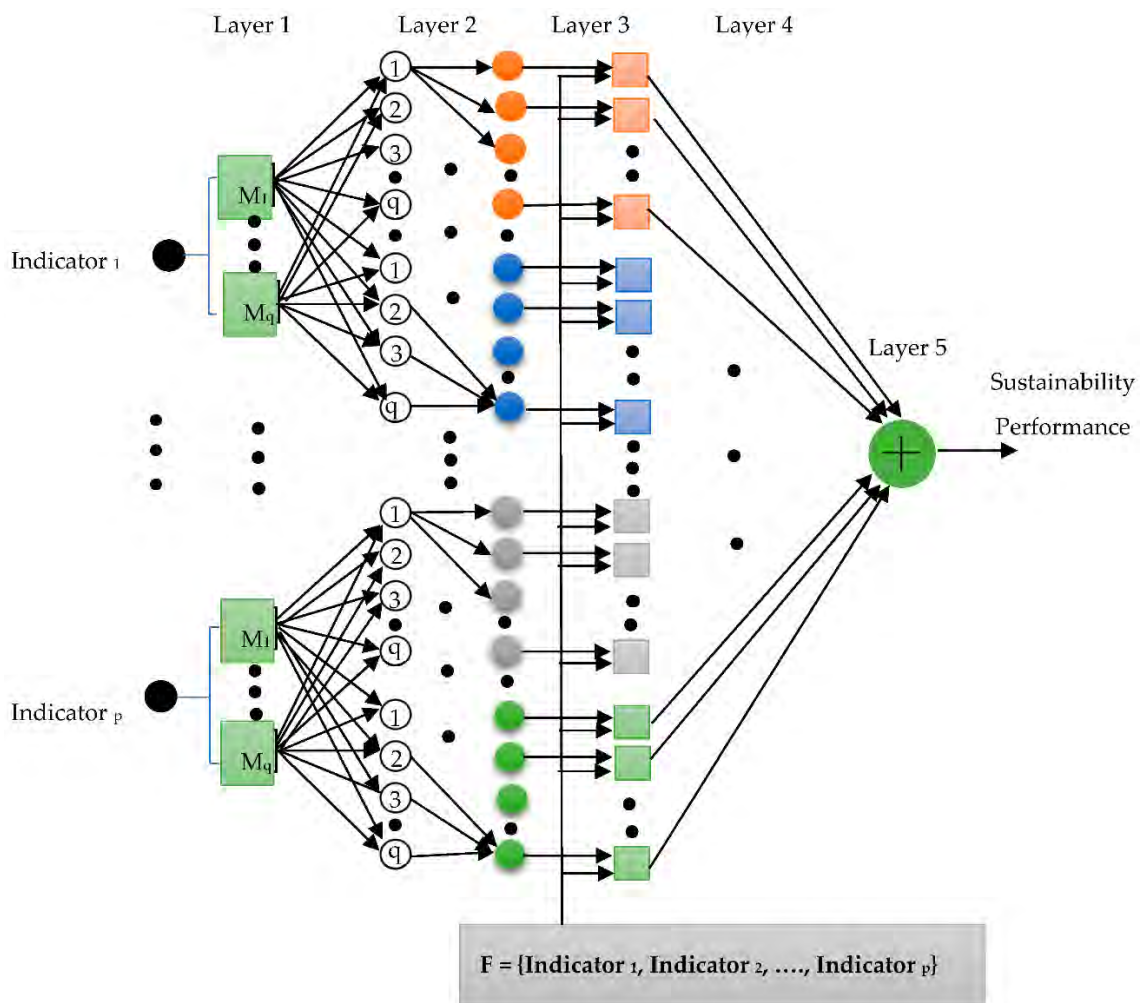 Layer 1
Layer 2
Layer 3
Layer 4
1
2
3
q
M1
Indicator 1
Mq
1
2
3
q
Layer 5
+
Sustainability
Performance
1
2
3
q
M1
Indicator p
Mq
1
2
3
q
F = {Indicator 1, Indicator 2, …., Indicator p}